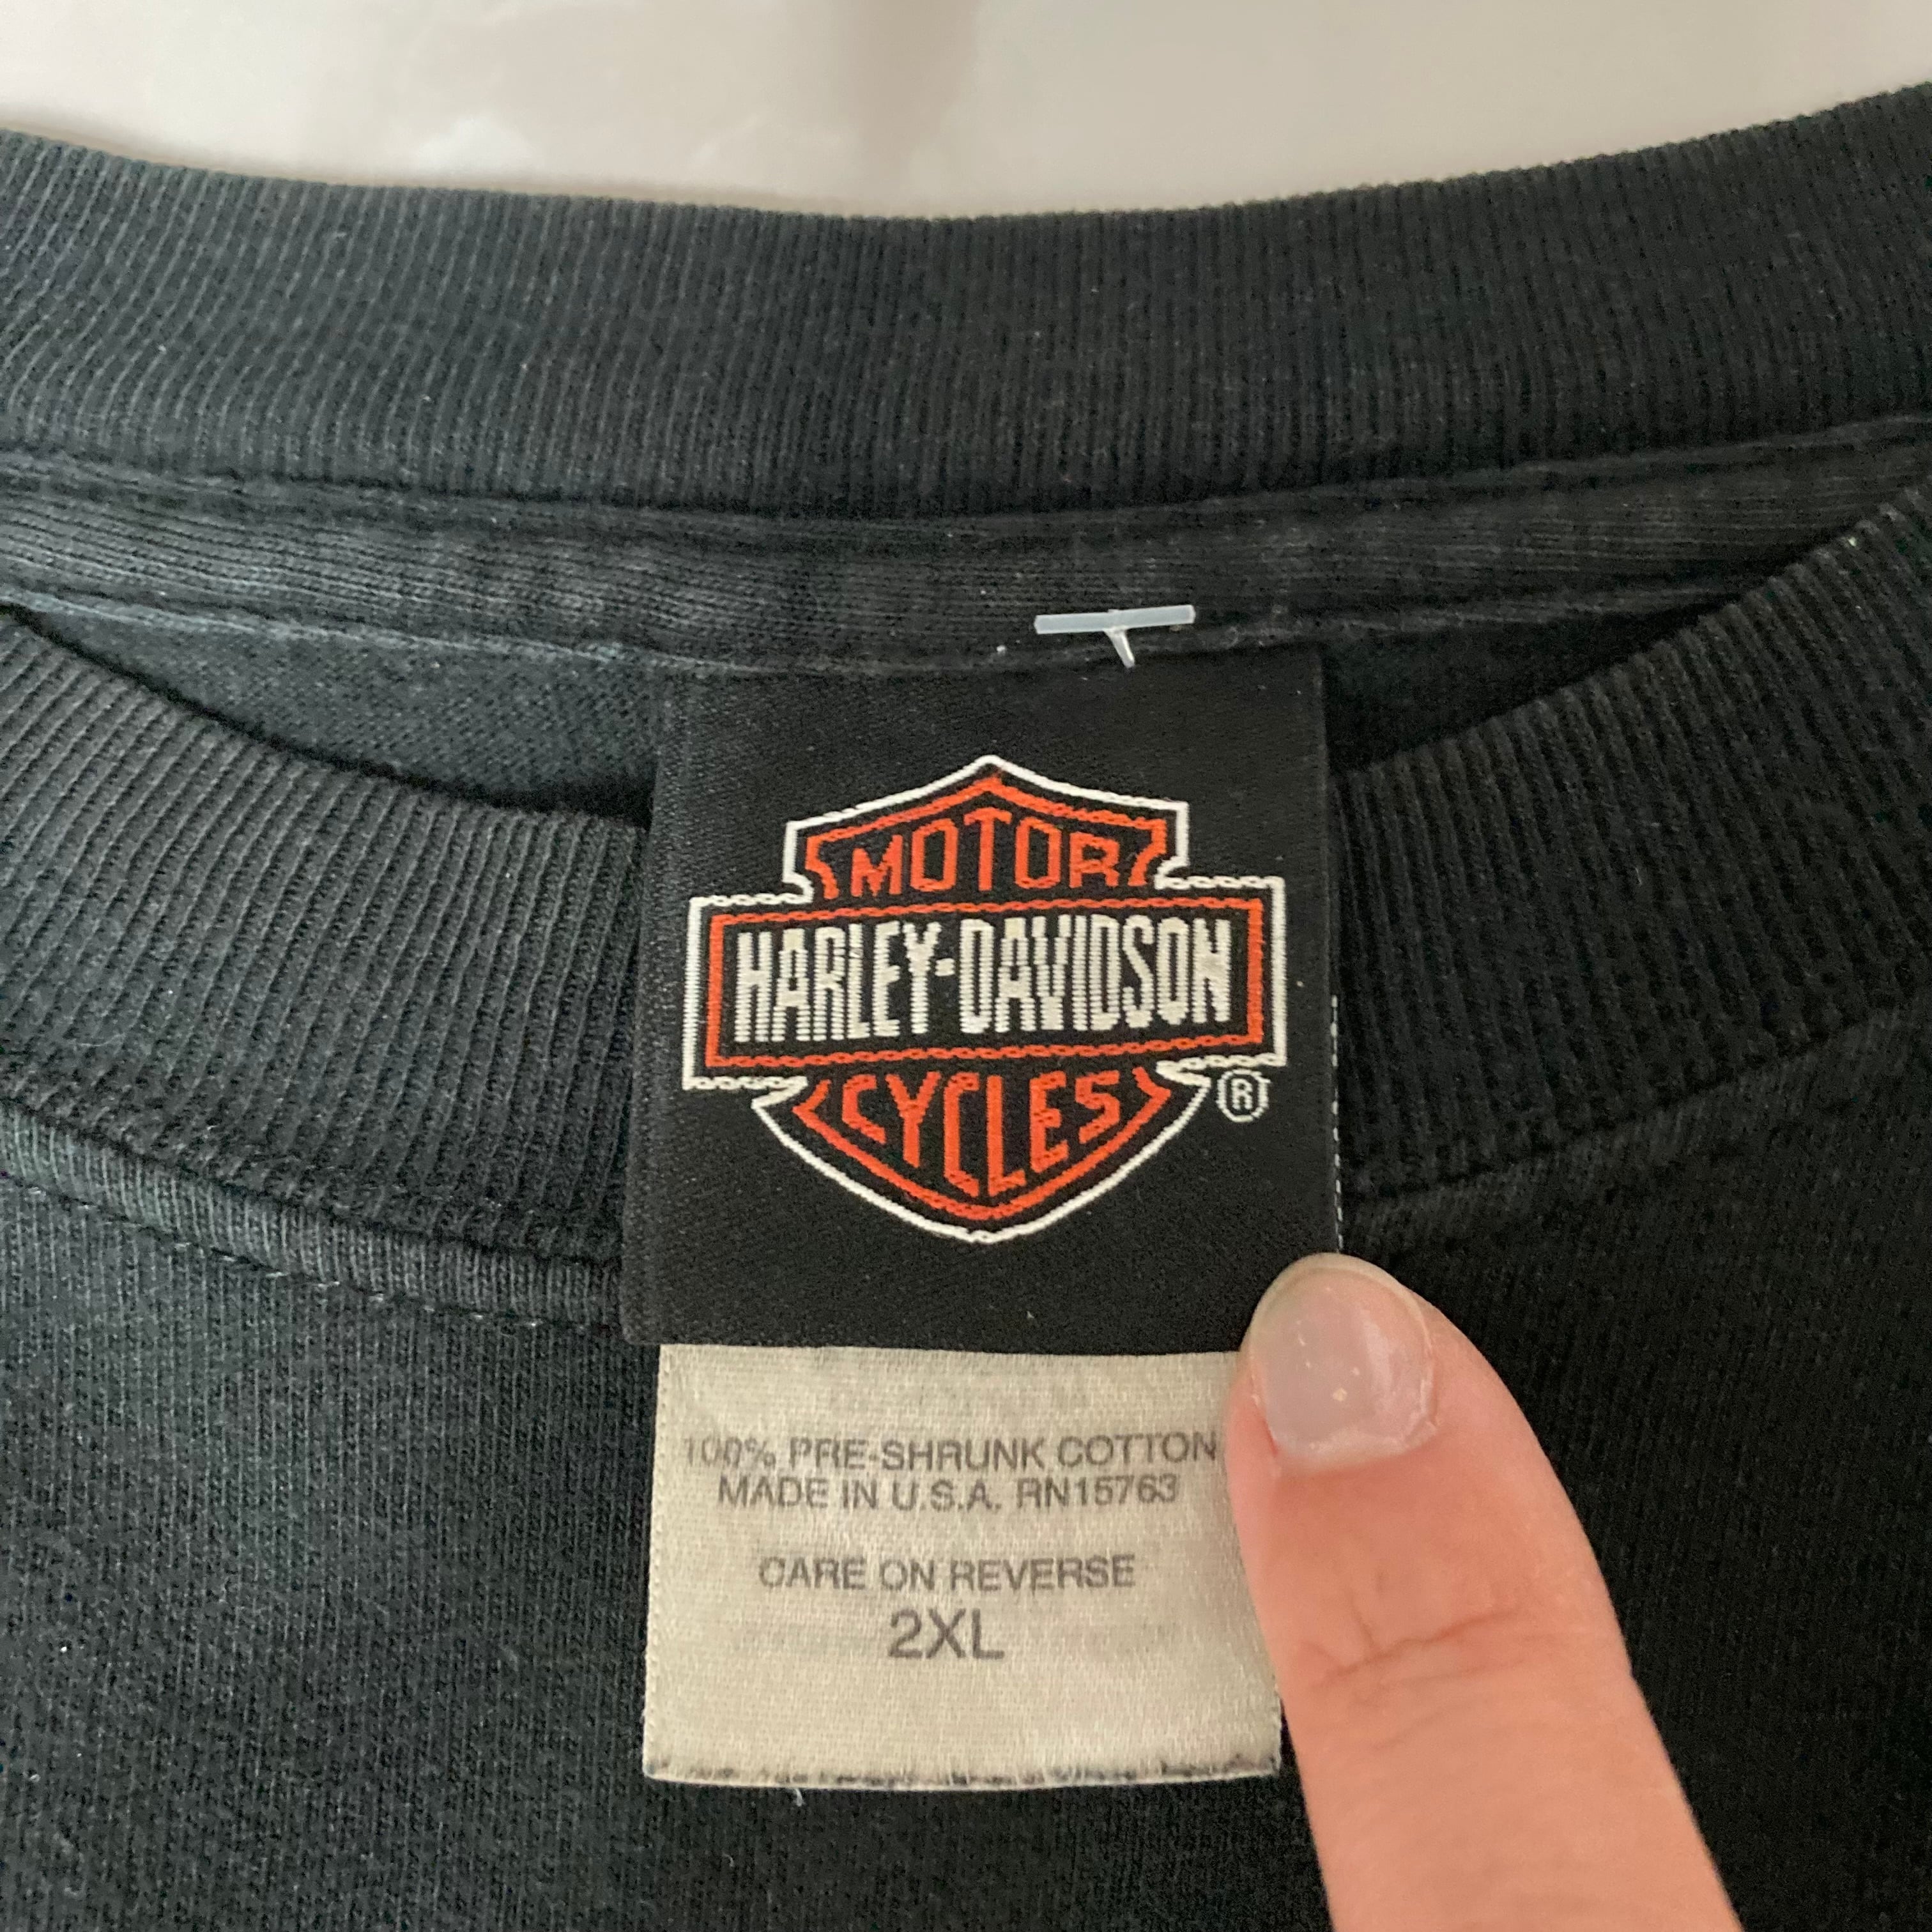 MOTOR
HARLEY-DAVIDSON
CYCLES
®
100% PRE-SHRUNK COTTON
MADE IN U.S.A. RN15763
CARE ON REVERSE
2XL